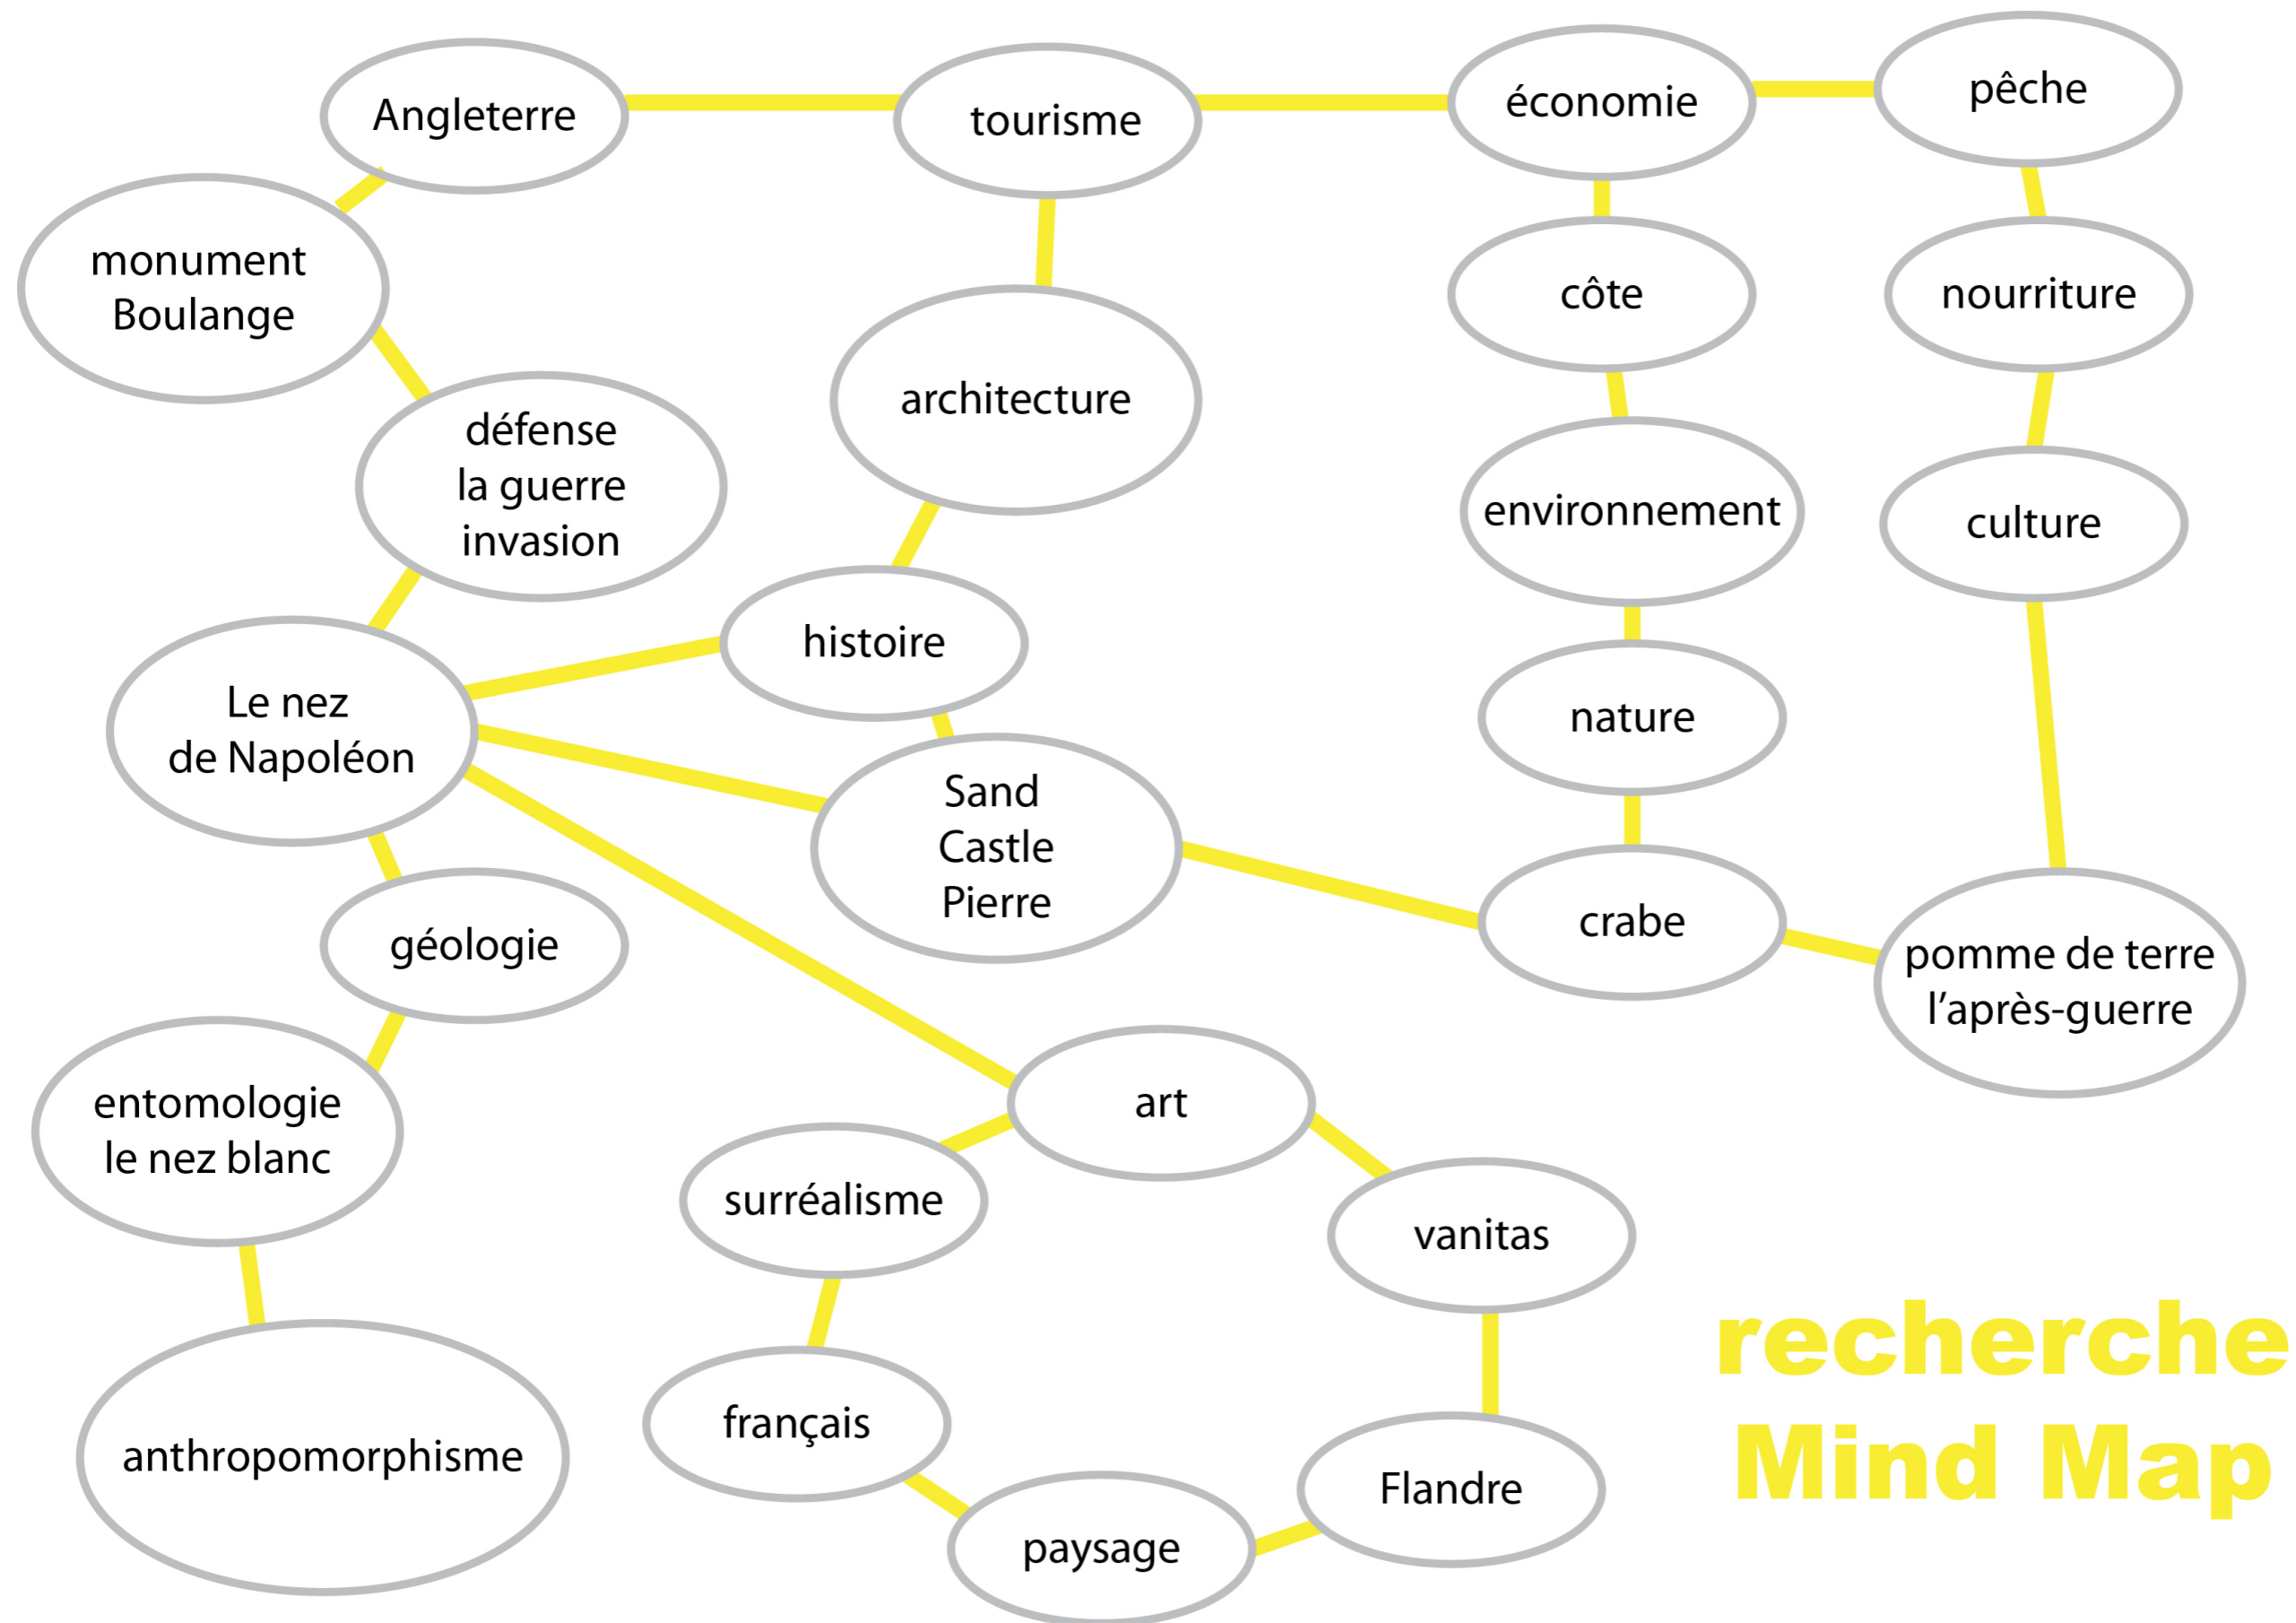 Angleterre
tourisme
économie
pêche
monument
Boulange
côte
nourriture
architecture
défense
la guerre
invasion
environnement
culture
histoire
Le nez
de Napoléon
nature
Sand
Castle
Pierre
crabe
géologie
pomme de terre
l'après-guerre
entomologie
le nez blanc
art
surréalisme
vanitas
français
anthropomorphisme
Flandre
paysage
recherche
Mind Map